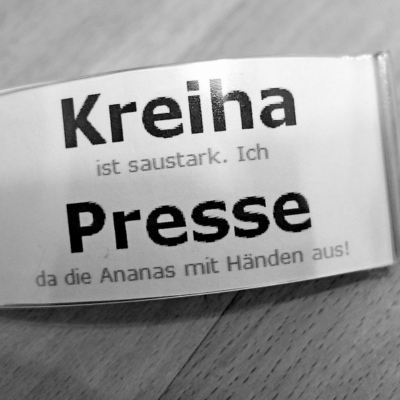 Kreiha
ist saustark. Ich
Presse
da die Ananas mit Händen aus!